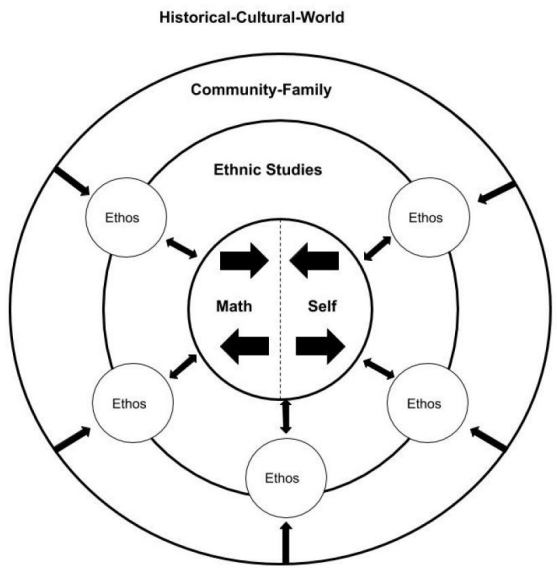 Historical-Cultural-World
Community-Family
Ethnic Studies
Ethos
Ethos
Math
Self
Ethos
Ethos
Ethos